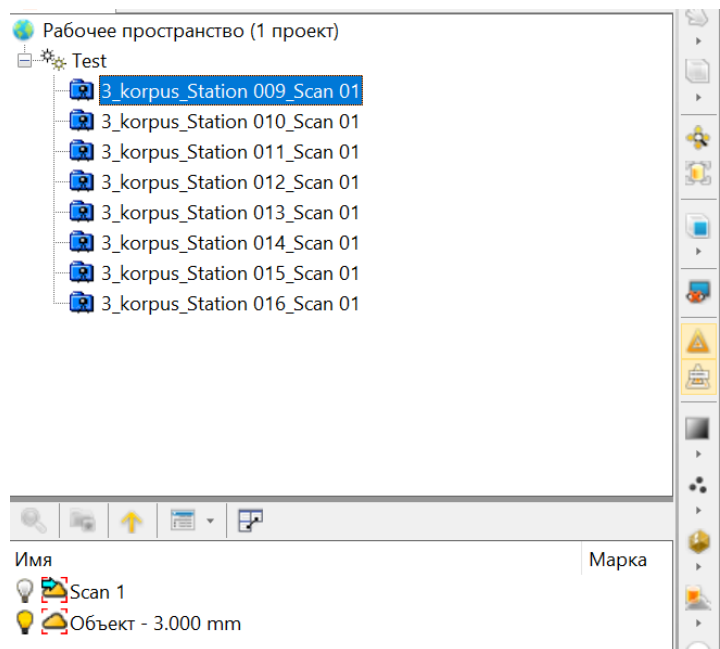 Рабочее пространство (1 проект)
Test
3_korpus_Station 009_Scan 01
3_korpus_Station 010_Scan 01
3_korpus_Station 011_Scan 01
3_korpus_Station 012_Scan 01
3_korpus_Station 013_Scan 01
3_korpus_Station 014_Scan 01
3_korpus_Station 015_Scan 01
3_korpus_Station 016_Scan 01
Имя Марка
Scan 1
Объект - 3.000 mm